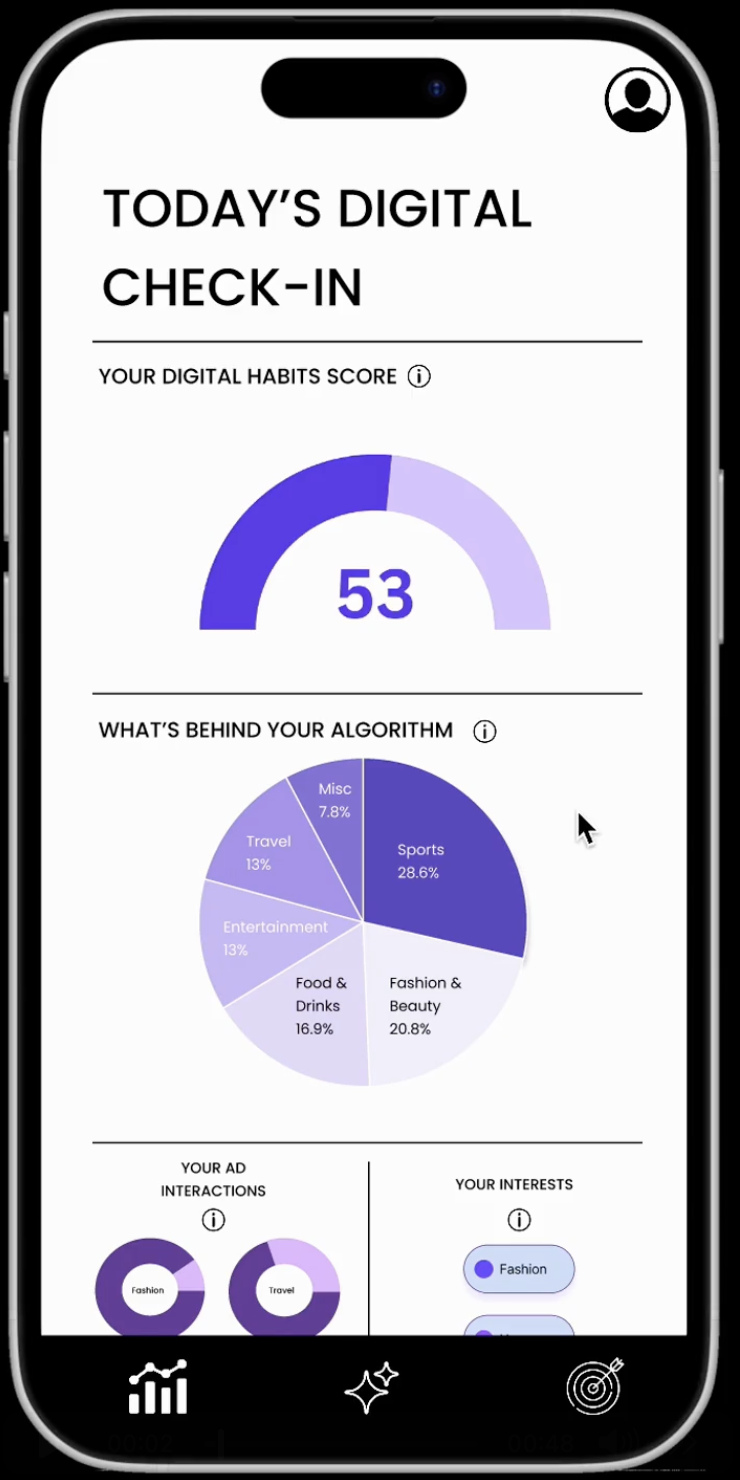 TODAY’S DIGITAL
CHECK-IN
YOUR DIGITAL HABITS SCORE
53
WHAT’S BEHIND YOUR ALGORITHM
Misc
7.8%
Sports
28.6%
Travel
13%
Entertainment
13%
Food &
Drinks
16.9%
Fashion &
Beauty
20.8%
YOUR AD
INTERACTIONS
Fashion
Travel
YOUR INTERESTS
Fashion